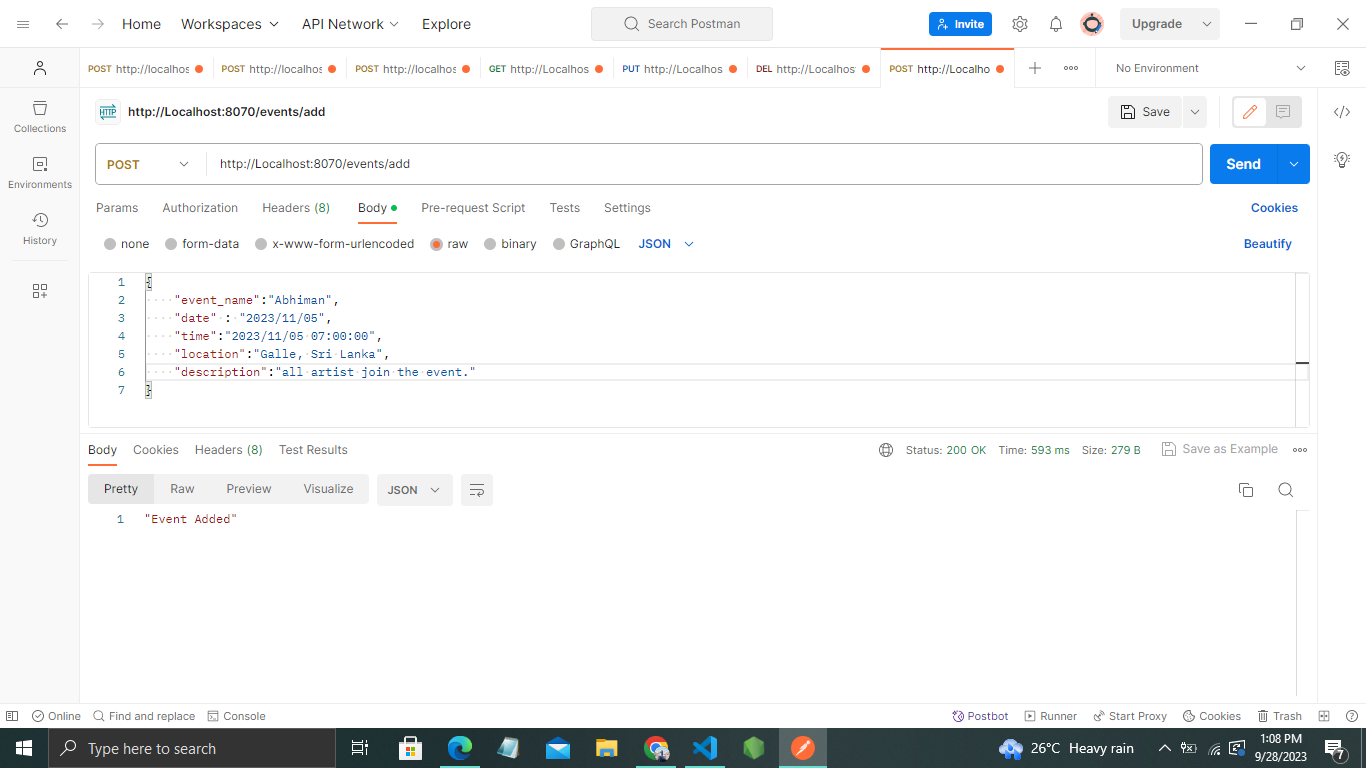 Home Workspaces API Network Explore Search Postman Invite Upgrade
POST http://localhos POST http://localhos POST http://localhos GET http://Localhos PUT http://Localhos DEL http://Localhos POST http://Localho No Environment
HTTP http://Localhost:8070/events/add Save
Collections
Environments
History
POST http://Localhost:8070/events/add Send
Params Authorization Headers (8) Body Pre-request Script Tests Settings Cookies
none form-data x-www-form-urlencoded raw binary GraphQL JSON Beautify
1 {
2 "event_name":"Abhiman",
3 "date" : "2023/11/05",
4 "time":"2023/11/05 07:00:00",
5 "location":"Galle, Sri Lanka",
6 "description":"all artist join the event."
7 }
Body Cookies Headers (8) Test Results Status: 200 OK Time: 593 ms Size: 279 B Save as Example
Pretty Raw Preview Visualize JSON
1 "Event Added"
Online Find and replace Console Postbot Runner Start Proxy Cookies Trash
Type here to search 26°C Heavy rain 1:08 PM
9/28/2023 7